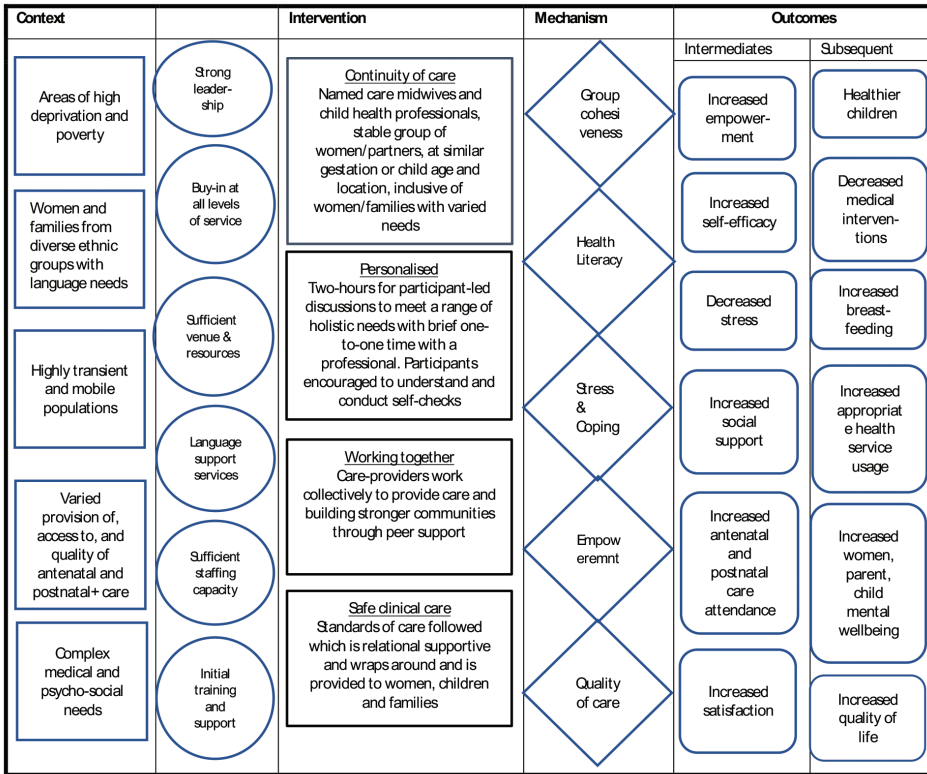 Context
Intervention
Mechanism
Outcomes
Intermediates
Subsequent
Areas of high
deprivation and
poverty
Women and
families from
diverse ethnic
groups with
language needs
Highly transient
and mobile
populations
Varied
provision of,
access to, and
quality of
antenatal and
postnatal+ care
Complex
medical and
psycho-social
needs
Strong
leader-
ship
Buy-in at
all levels
of service
Sufficient
venue &
resources
Language
support
services
Sufficient
staffing
capacity
Initial
training
and
support
Continuity of care
Named care midwives and
child health professionals,
stable group of
women/partners, at similar
gestation or child age and
location, inclusive of
women/families with varied
needs
Personalised
Two-hours for participant-led
discussions to meet a range of
holistic needs with brief one-
to-one time with a
professional. Participants
encouraged to understand and
conduct self-checks
Working together
Care-providers work
collectively to provide care and
building stronger communities
through peer support
Safe clinical care
Standards of care followed
which is relational supportive
and wraps around and is
provided to women, children
and families
Group
cohesi
veness
Health
Literacy
Stress
&
Coping
Empow
eremnt
Quality
of care
Increased
empower-
ment
Increased
self-efficacy
Decreased
stress
Increased
social
support
Increased
antenatal
and
postnatal
care
attendance
Increased
satisfaction
Healthier
children
Decreased
medical
interven-
tions
Increased
breast-
feeding
Increased
appropriat
e health
service
usage
Increased
women,
parent,
child
mental
wellbeing
Increased
quality of
life